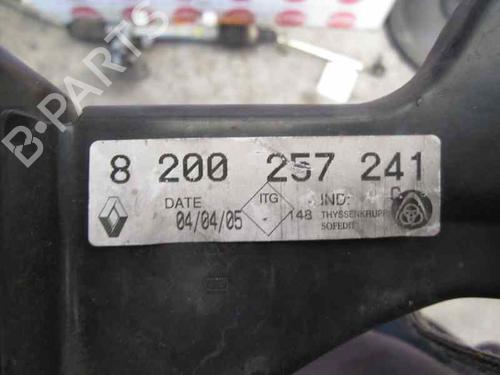 8 200 257 241
DATE ITG IND: C
04/04/05 148 THYSSENKRUPP
SOFEDIT
B-PARTS